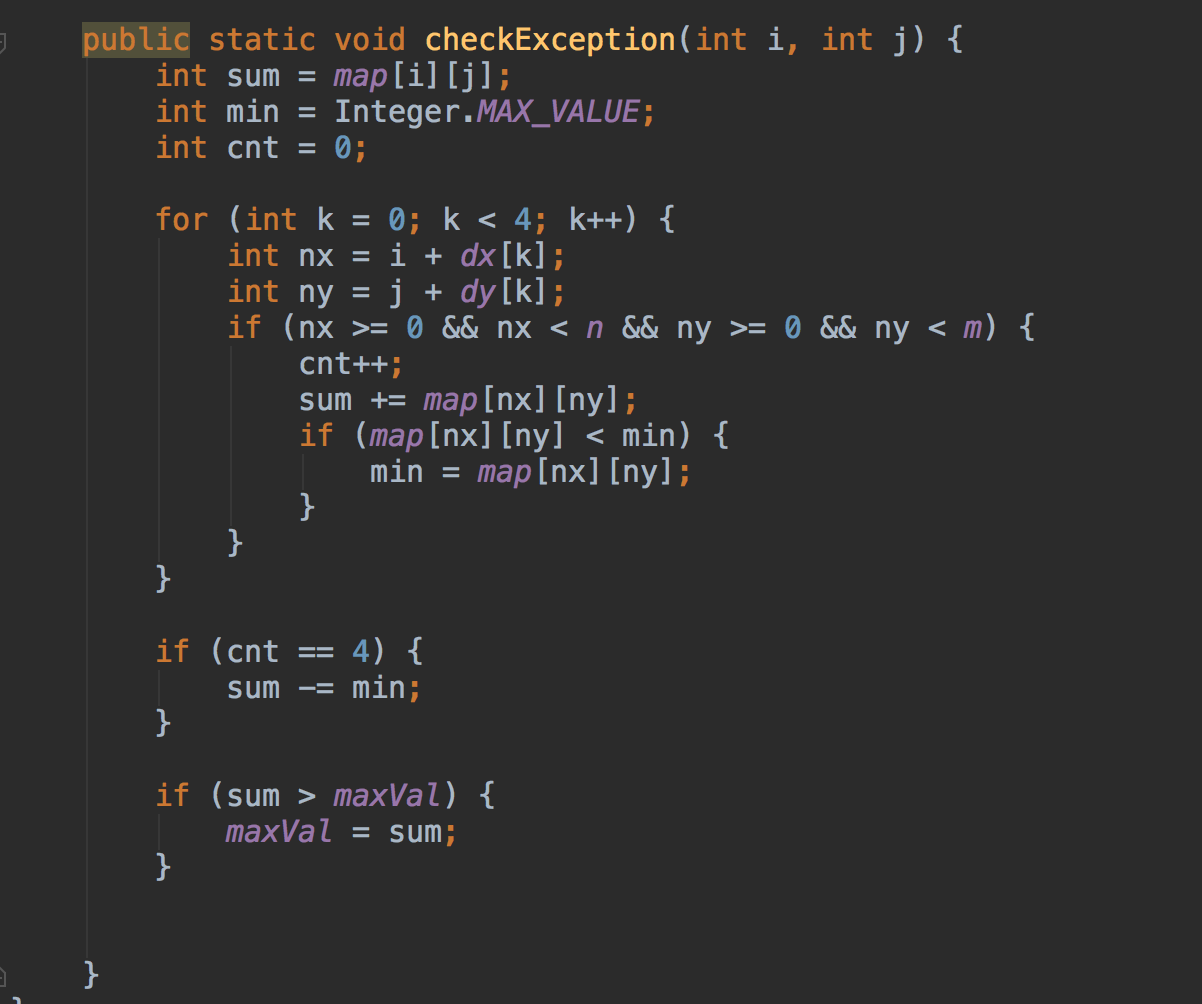 public static void checkException(int i, int j) {
int sum = map[i][j];
int min = Integer.MAX_VALUE;
int cnt = 0;
for (int k = 0; k < 4; k++) {
int nx = i + dx[k];
int ny = j + dy[k];
if (nx >= 0 && nx < n && ny >= 0 && ny < m) {
cnt++;
sum += map[nx][ny];
if (map[nx][ny] < min) {
min = map[nx][ny];
}
}
}
if (cnt == 4) {
sum -= min;
}
if (sum > maxVal) {
maxVal = sum;
}
}
}